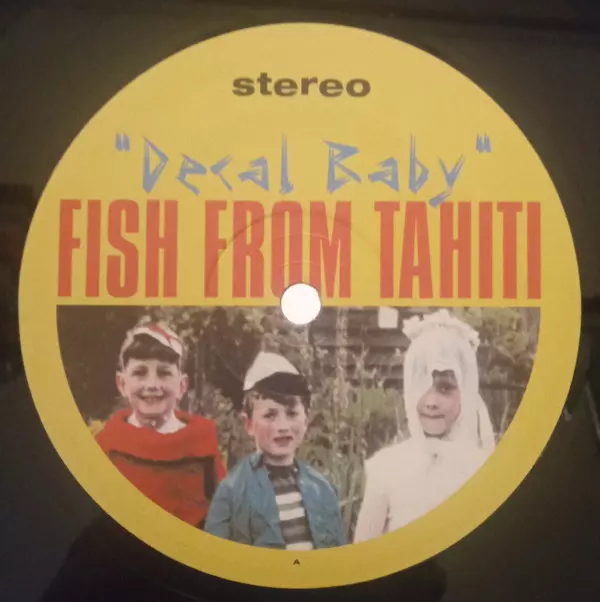 stereo
"Decal Baby"
FISH FROM TAHITI
A